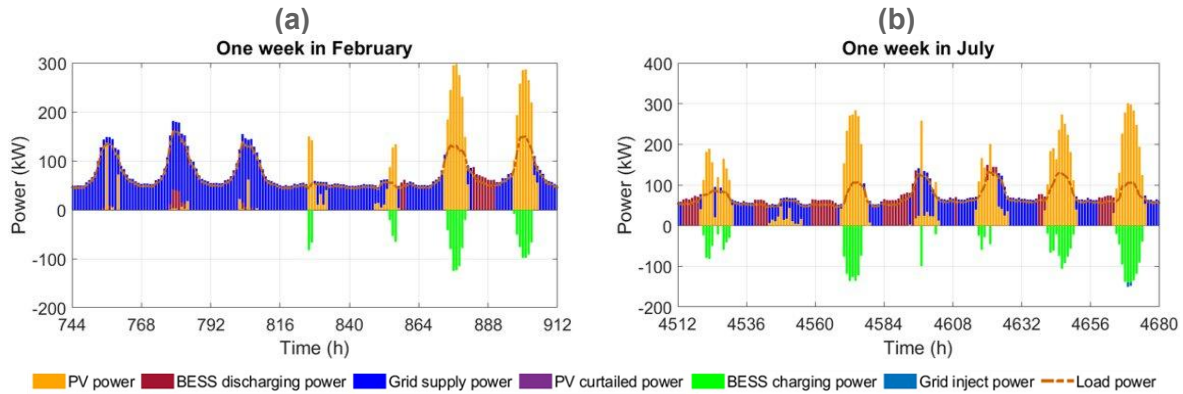 (a)
One week in February
Power (kW)
300
200
100
0
-100
-200
744 768 792 816 840 864 888 912
Time (h)
(b)
One week in July
Power (kW)
400
300
200
100
0
-100
-200
4512 4536 4560 4584 4608 4632 4656 4680
Time (h)
PV power BESS discharging power Grid supply power PV curtailed power BESS charging power Grid inject power Load power